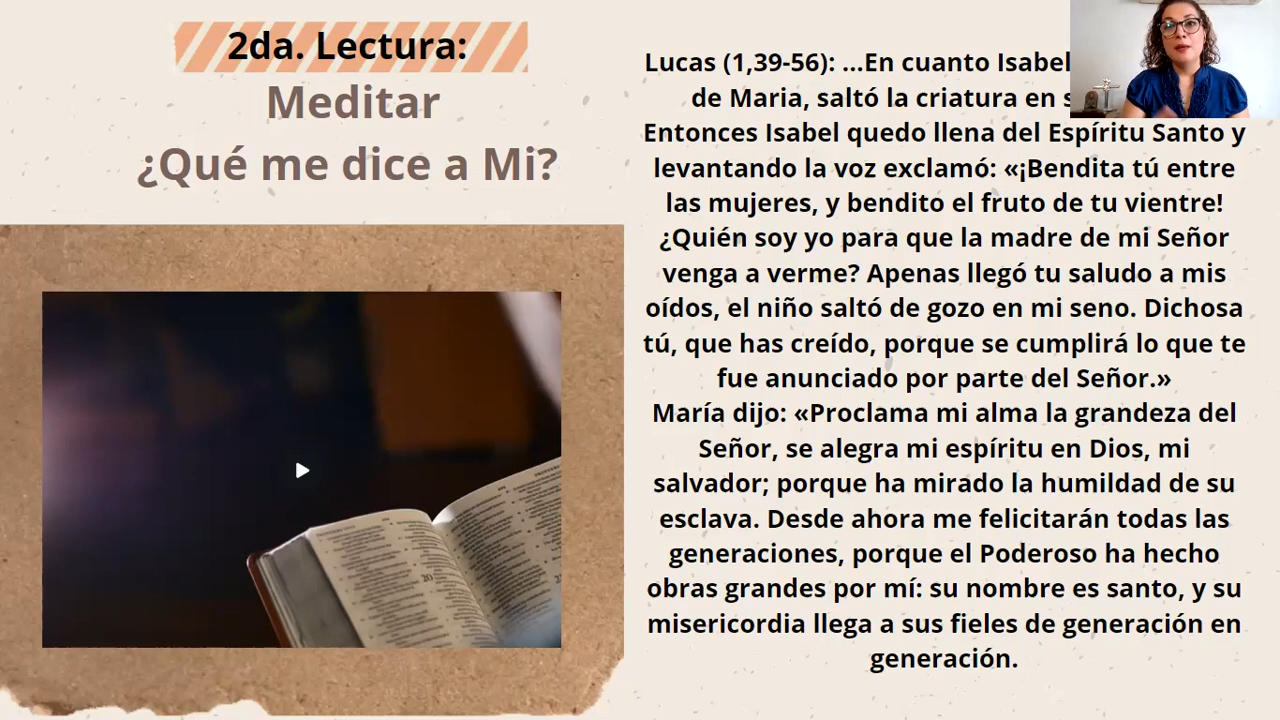 2da. Lectura:
Meditar
¿Qué me dice a Mi?
Lucas (1,39-56): ...En cuanto Isabel
de Maria, saltó la criatura en s
Entonces Isabel quedo llena del Espíritu Santo y
levantando la voz exclamó: «¡Bendita tú entre
las mujeres, y bendito el fruto de tu vientre!
¿Quién soy yo para que la madre de mi Señor
venga a verme? Apenas llegó tu saludo a mis
oídos, el niño saltó de gozo en mi seno. Dichosa
tú, que has creído, porque se cumplirá lo que te
fue anunciado por parte del Señor.»
María dijo: «Proclama mi alma la grandeza del
Señor, se alegra mi espíritu en Dios, mi
salvador; porque ha mirado la humildad de su
esclava. Desde ahora me felicitarán todas las
generaciones, porque el Poderoso ha hecho
obras grandes por mí: su nombre es santo, y su
misericordia llega a sus fieles de generación en
generación.